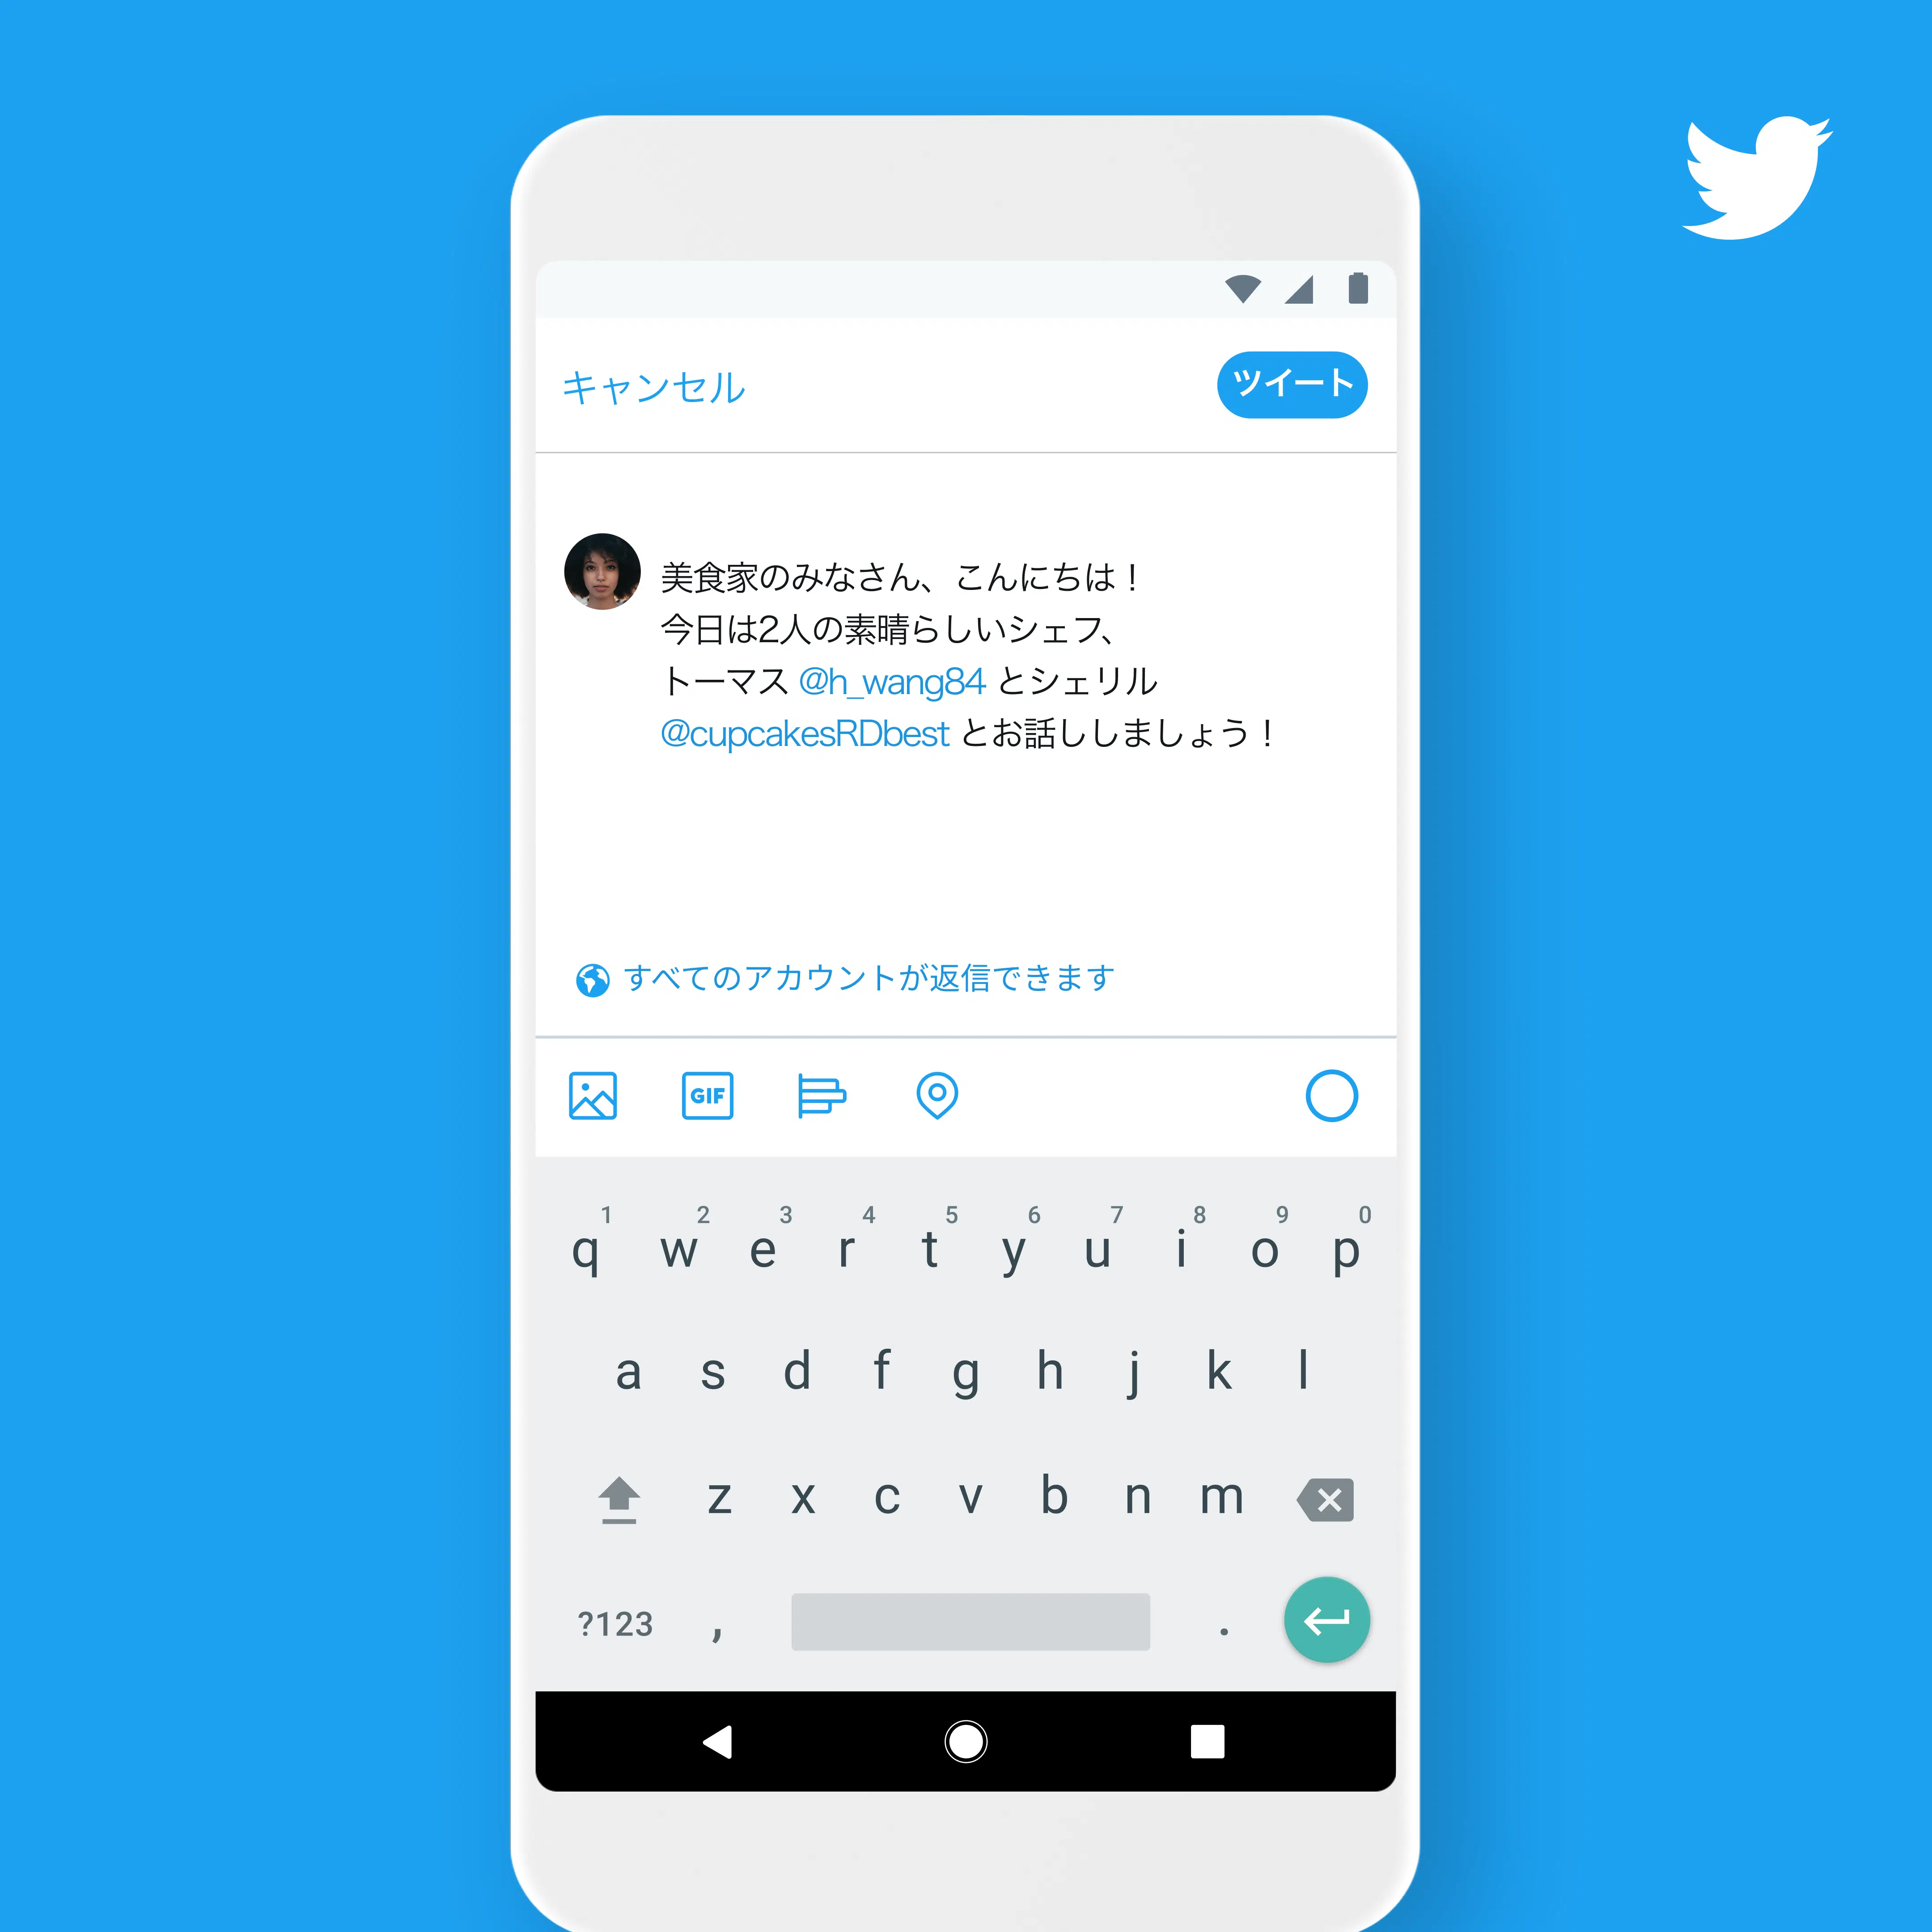 キャンセル
ツイート
美食家のみなさん、こんにちは！
今日は2人の素晴らしいシェフ、
トーマス @h_wang84 とシェリル
@cupcakesRDbest とお話ししましょう！
すべてのアカウントが返信できます
GIF
1 2 3 4 5 6 7 8 9 0
q w e r t y u i o p
a s d f g h j k l
z x c v b n m
?123 , .